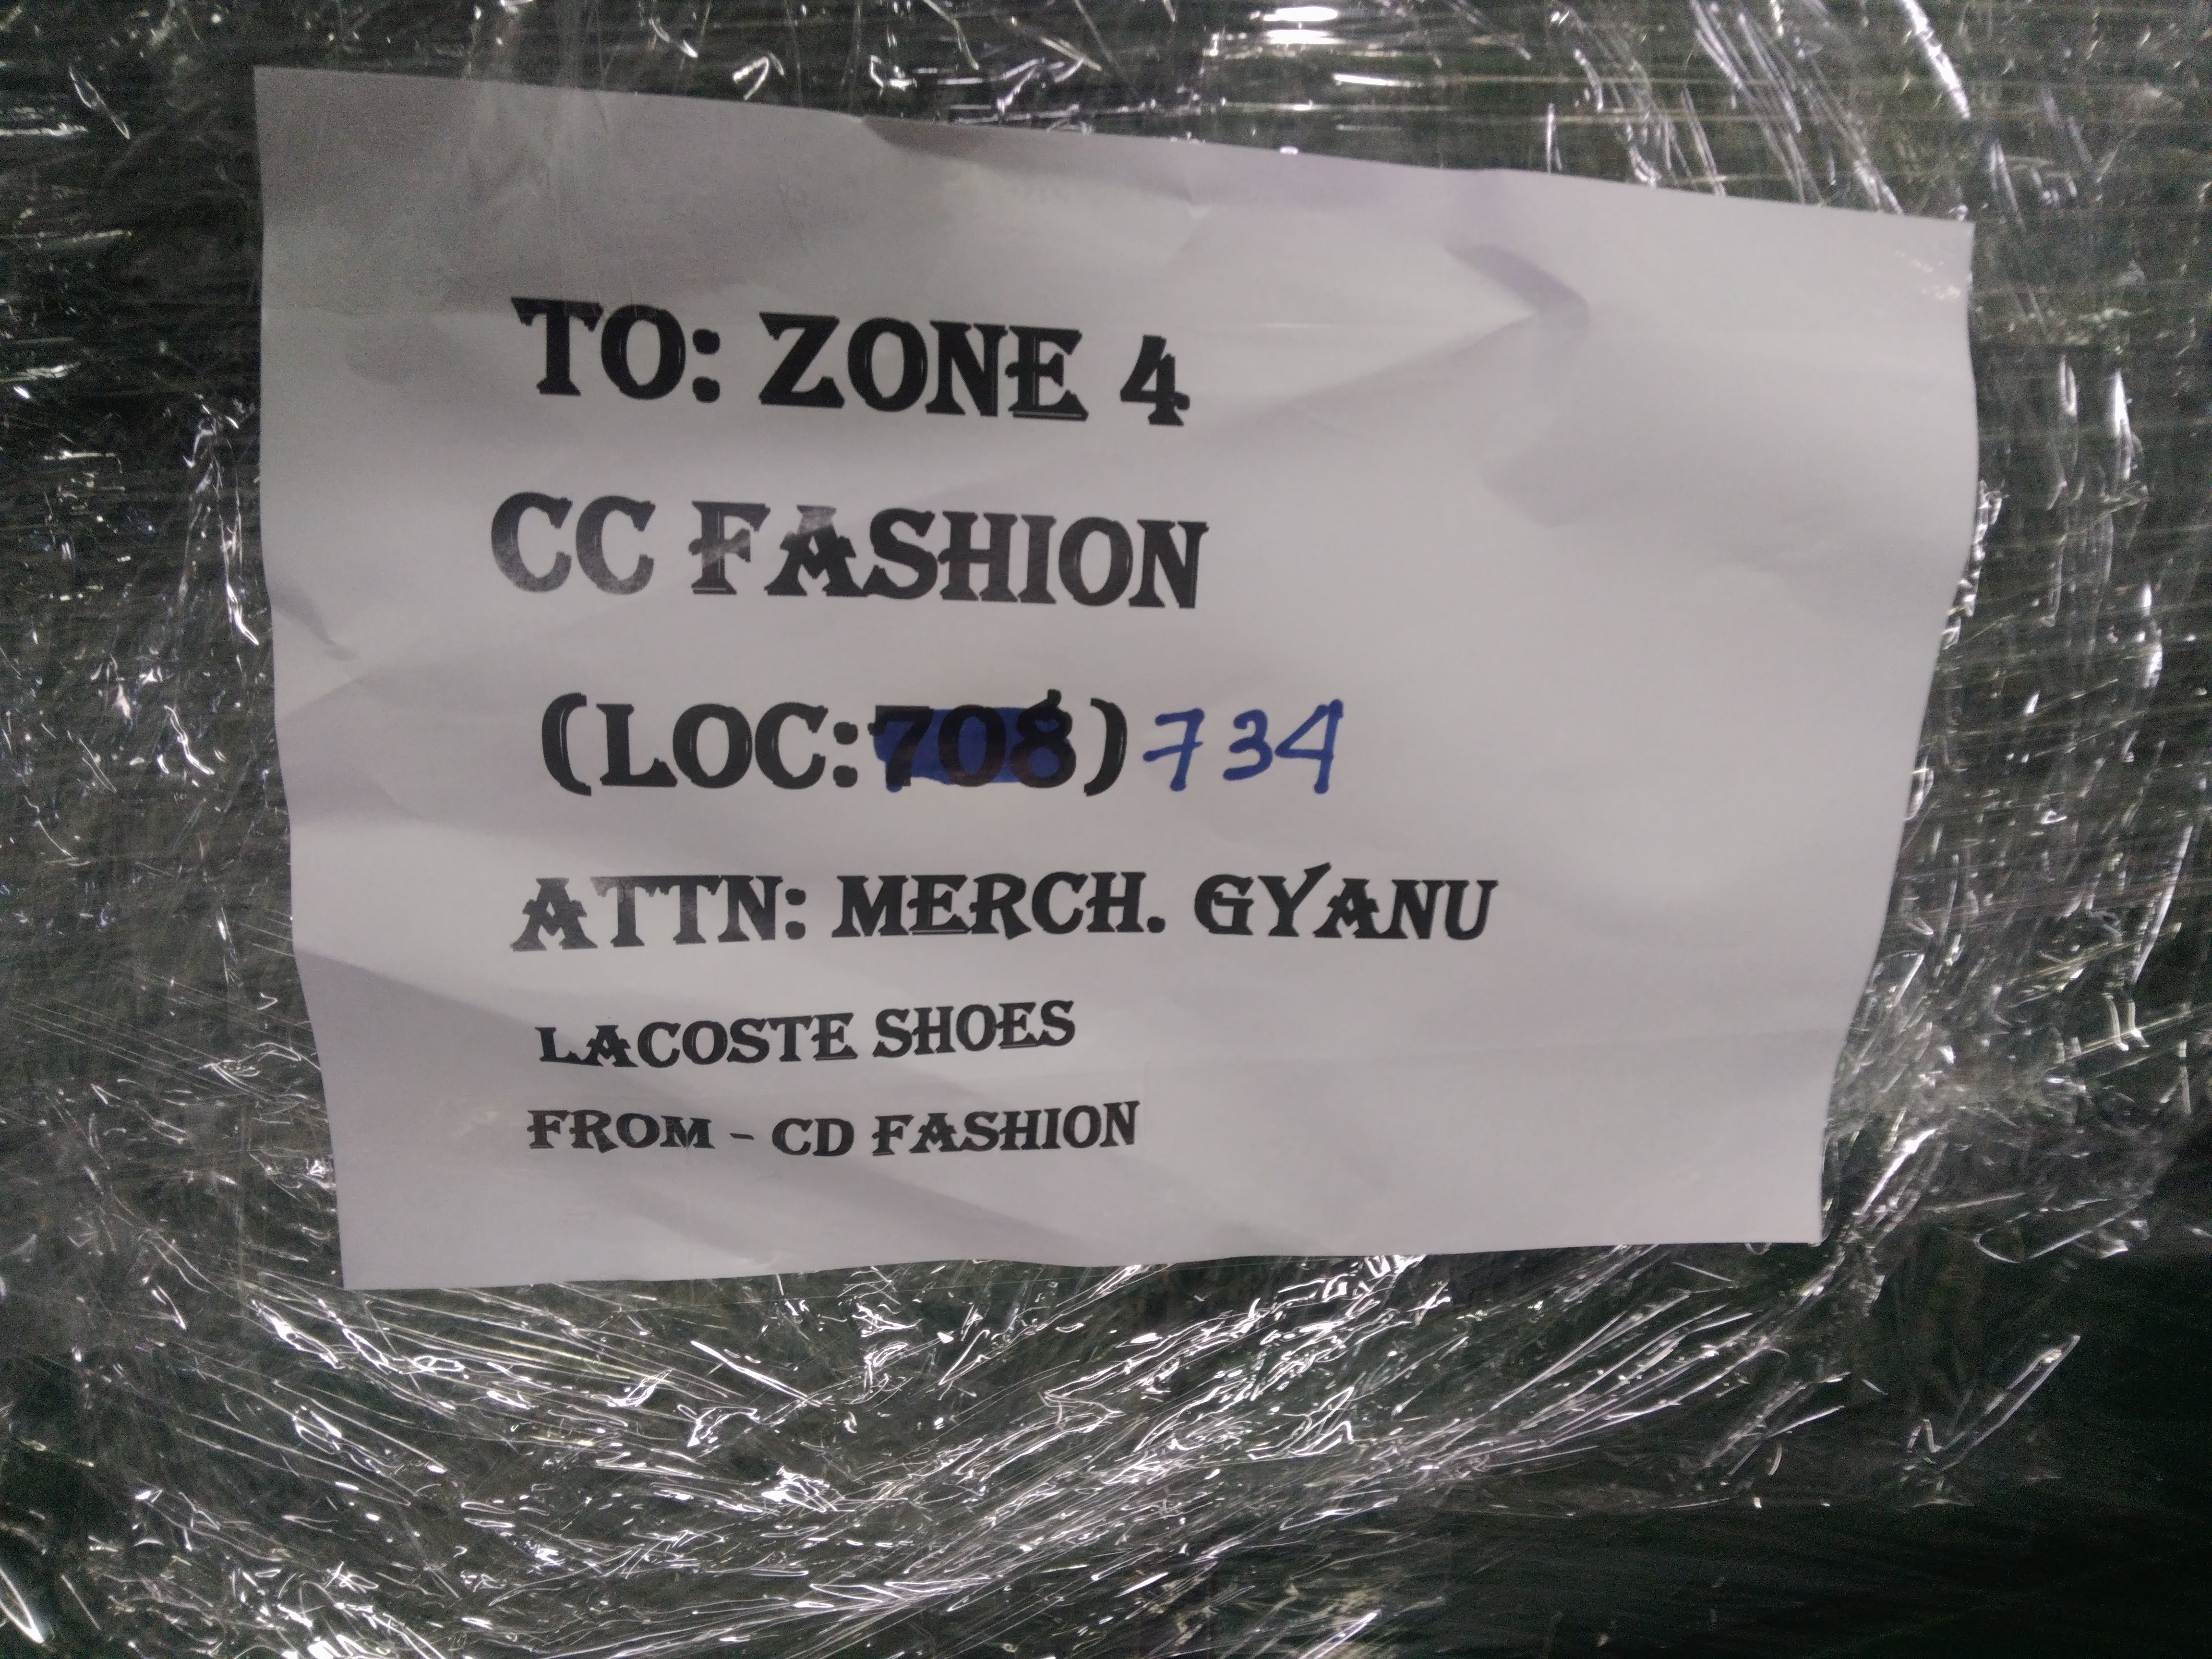 TO: ZONE 4
CC FASHION
(LOC:708) 734
ATTN: MERCH. GYANU
LACOSTE SHOES
FROM - CD FASHION